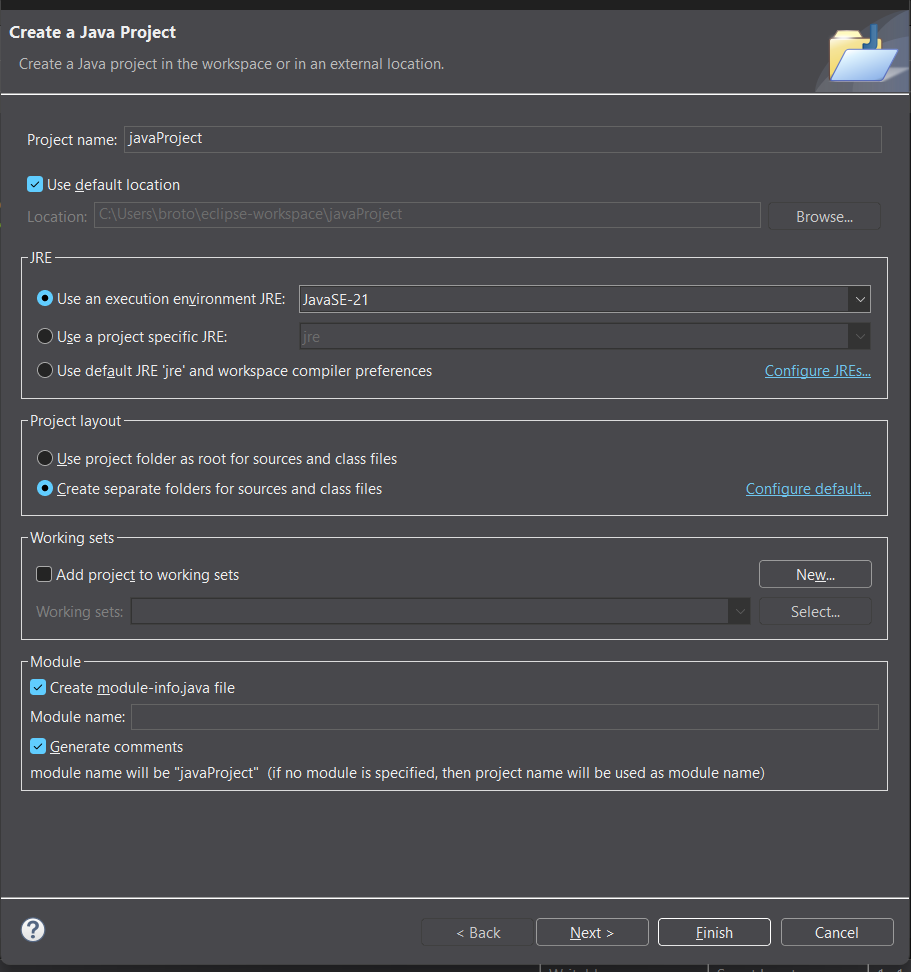 Create a Java Project
Create a Java project in the workspace or in an external location.
Project name: javaProject
Use default location
Location: C:\Users\broto\eclipse-workspace\javaProject Browse...
JRE
Use an execution environment JRE: JavaSE-21
Use a project specific JRE: jre
Use default JRE 'jre' and workspace compiler preferences Configure JREs...
Project layout
Use project folder as root for sources and class files
Create separate folders for sources and class files Configure default...
Working sets
Add project to working sets New...
Working sets: Select...
Module
Create module-info.java file
Module name:
Generate comments
module name will be "javaProject" (if no module is specified, then project name will be used as module name)
? < Back Next > Finish Cancel